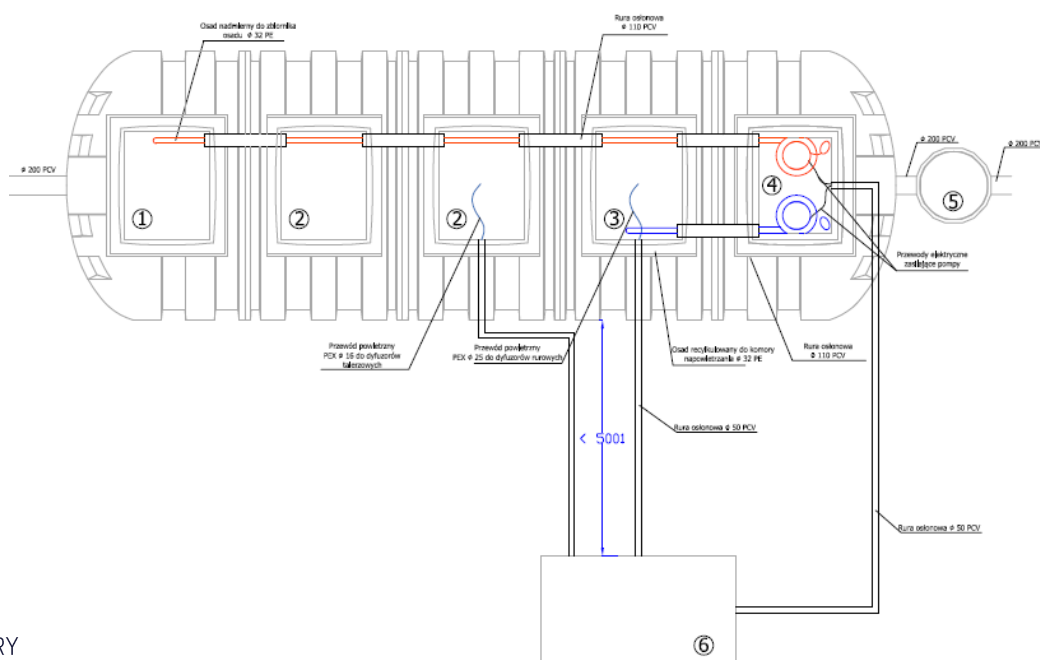 Osad nadmierny do zbiornika
osadu ϕ 32 PE
Rura osłonowa
ϕ 110 PCV
ϕ 200 PCV
ϕ 200 PCV
ϕ 200 PCV
①
②
②
③
④
⑤
Przewody elektryczne
zasilające pompy
Przewód powietrzny
PEX ϕ 16 do dyfuzorów
talerzowych
Przewód powietrzny
PEX ϕ 25 do dyfuzorów rurowych
Osad recyrkulowany do komory
napowietrzania ϕ 32 PE
Rura osłonowa
ϕ 110 PCV
< 5001
Rura osłonowa ϕ 50 PCV
Rura osłonowa ϕ 50 PCV
⑥
RY